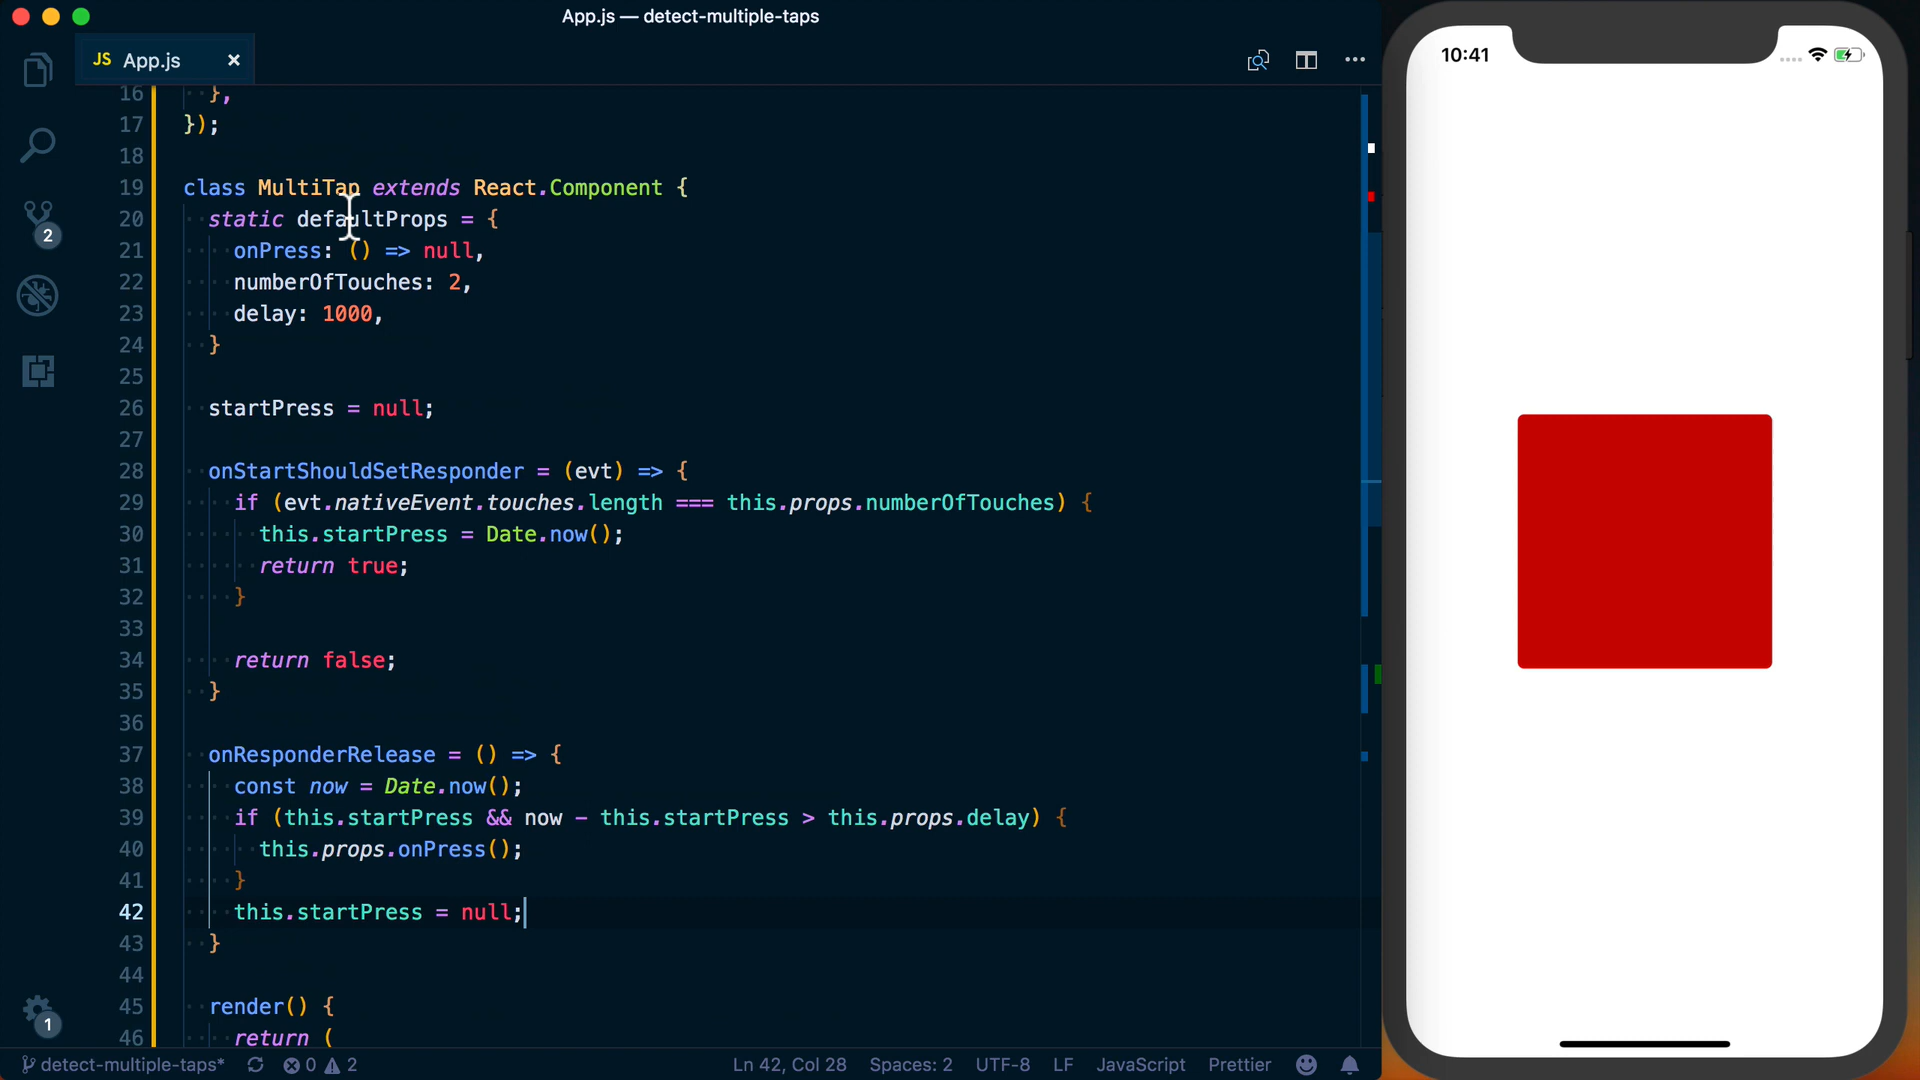 App.js — detect-multiple-taps
JS App.js ×
10:41
16 },
17 });
18
19 class MultiTap extends React.Component {
20 static defaultProps = {
21 onPress: () => null,
22 numberOfTouches: 2,
23 delay: 1000,
24 }
25
26 startPress = null;
27
28 onStartShouldSetResponder = (evt) => {
29 if (evt.nativeEvent.touches.length === this.props.numberOfTouches) {
30 this.startPress = Date.now();
31 return true;
32 }
33
34 return false;
35 }
36
37 onResponderRelease = () => {
38 const now = Date.now();
39 if (this.startPress && now - this.startPress > this.props.delay) {
40 this.props.onPress();
41 }
42 this.startPress = null;
43 }
44
45 render() {
46 return (
2
1
detect-multiple-taps* 0 2 Ln 42, Col 28 Spaces: 2 UTF-8 LF JavaScript Prettier